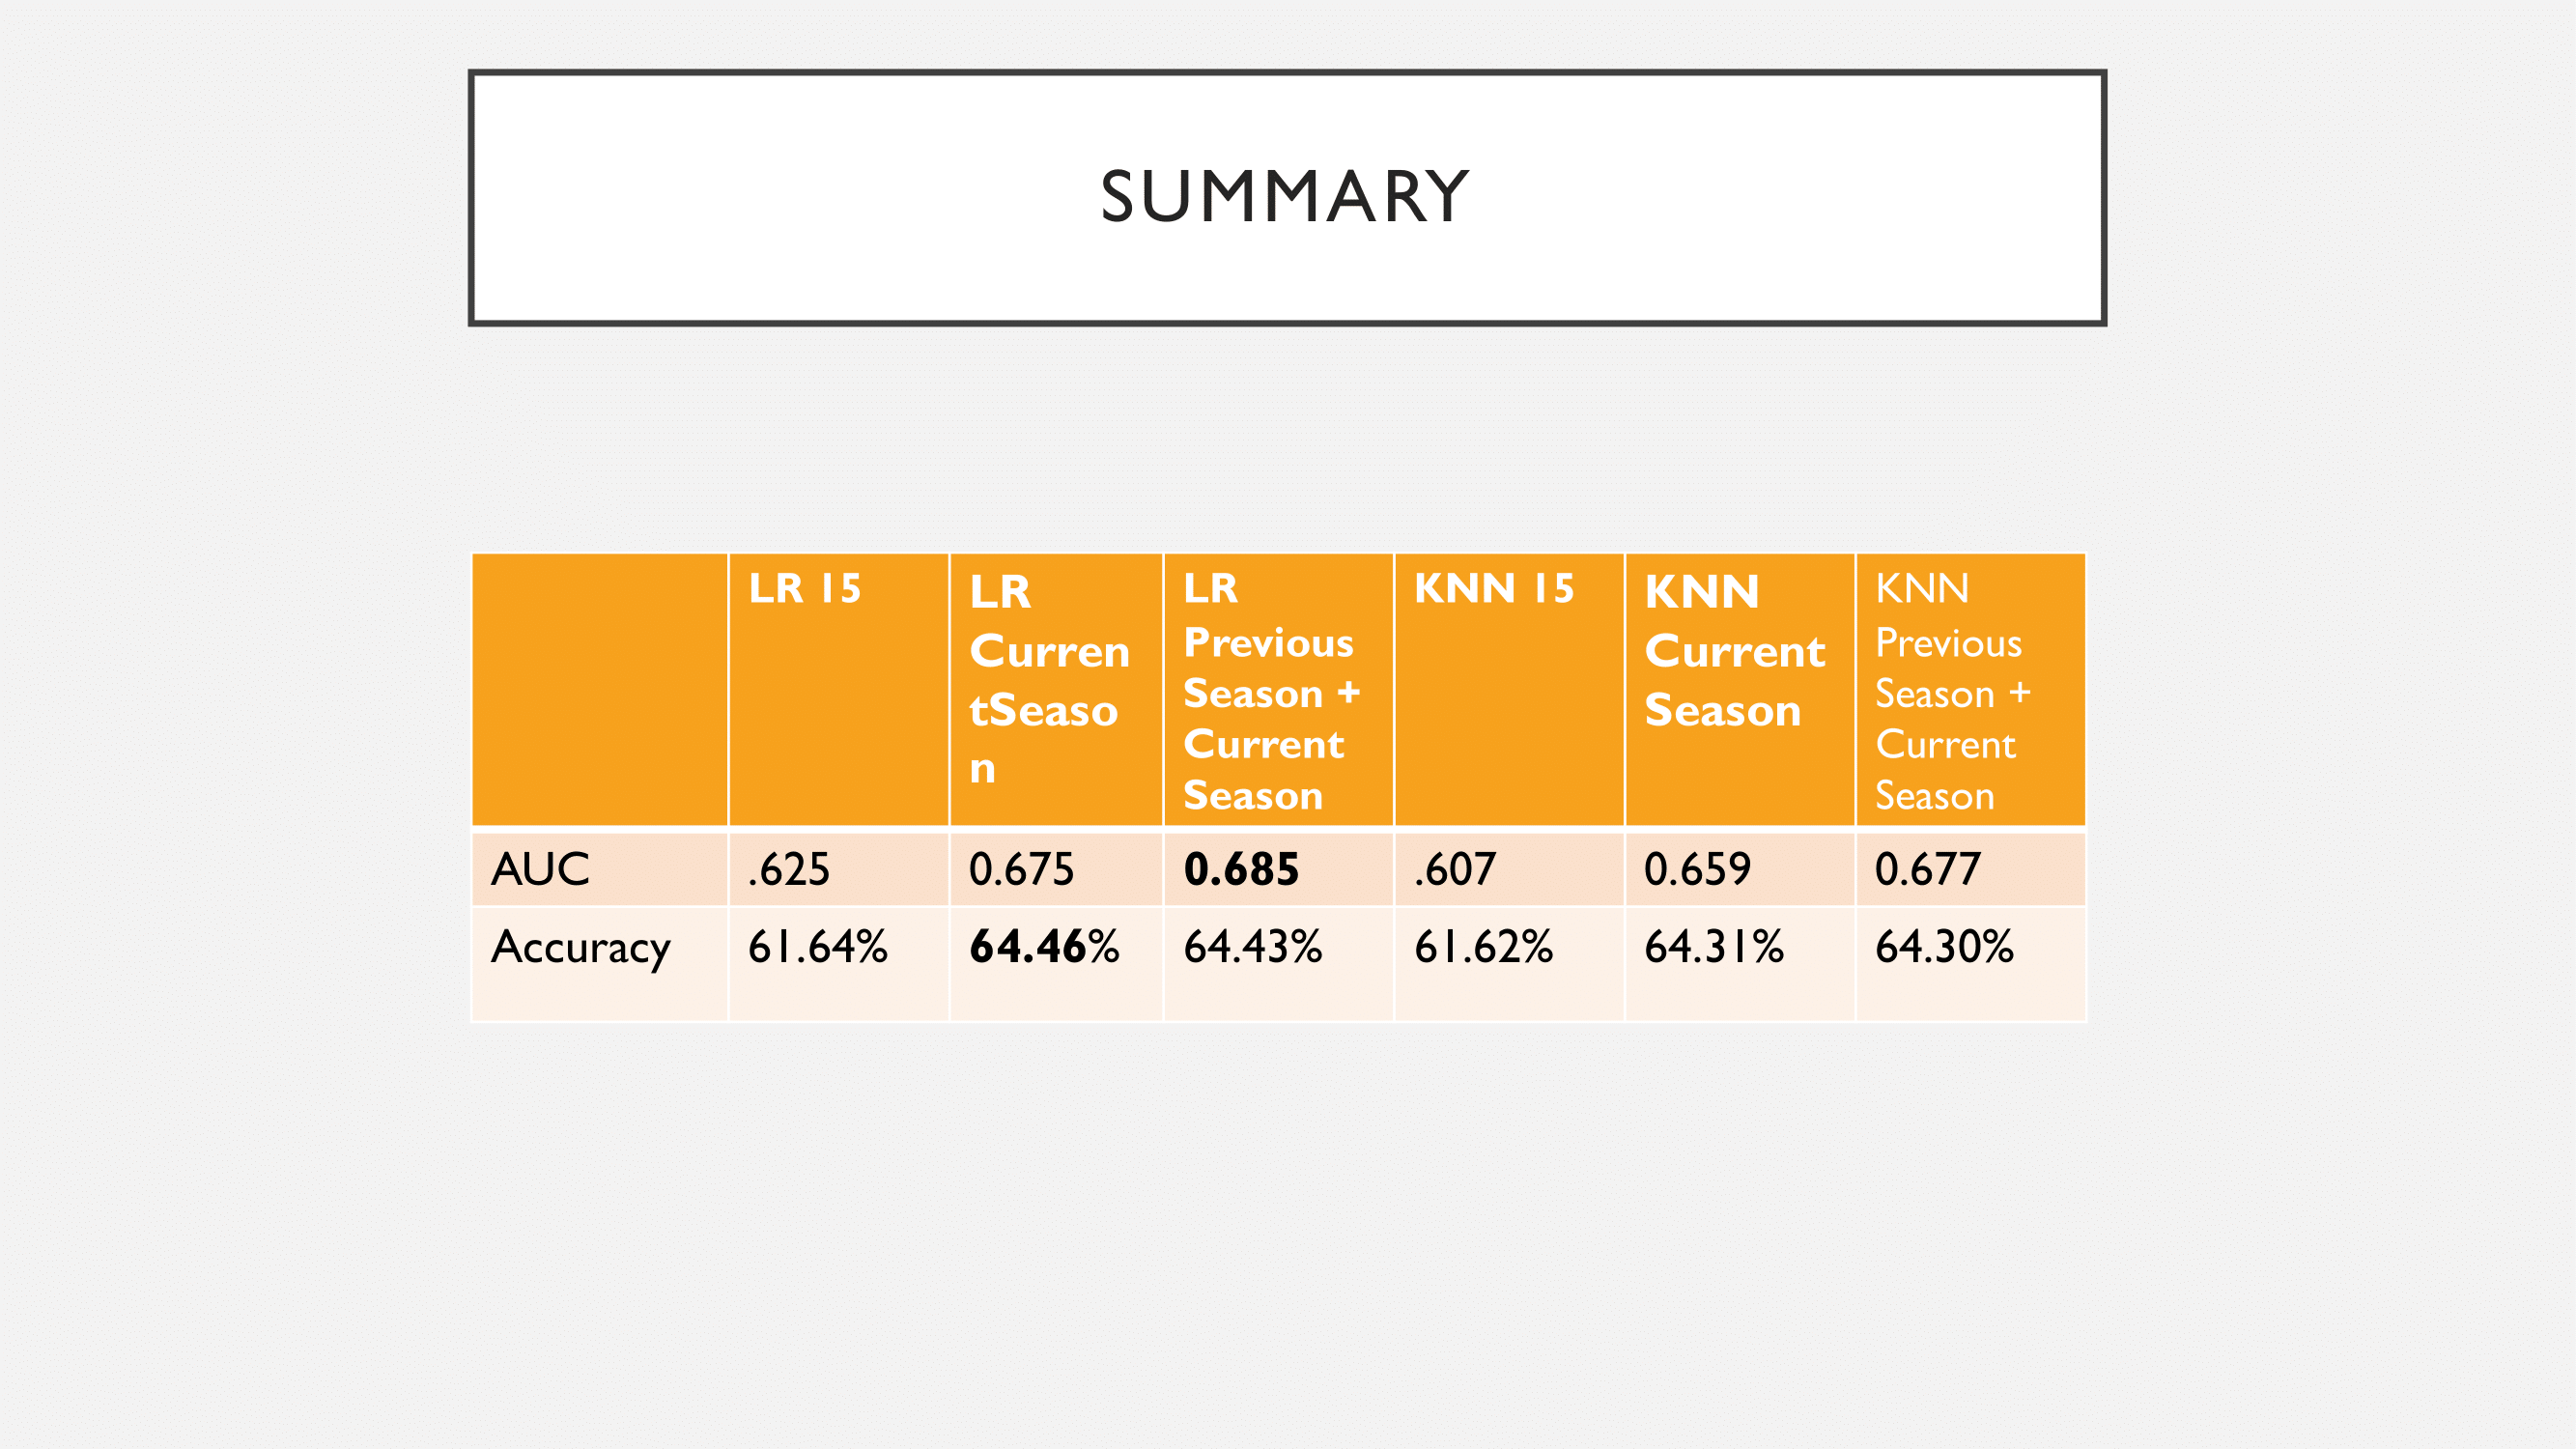 SUMMARY
LR 15
LR
Curren
tSeaso
n
LR
Previous
Season +
Current
Season
KNN 15
KNN
Current
Season
KNN
Previous
Season +
Current
Season
AUC .625 0.675 0.685 .607 0.659 0.677
Accuracy 61.64% 64.46% 64.43% 61.62% 64.31% 64.30%